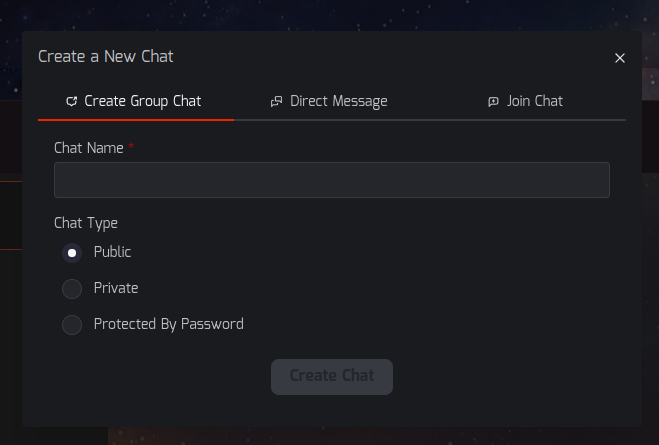 Create a New Chat
Create Group Chat Direct Message Join Chat
Chat Name *
Chat Type
Public
Private
Protected By Password
Create Chat